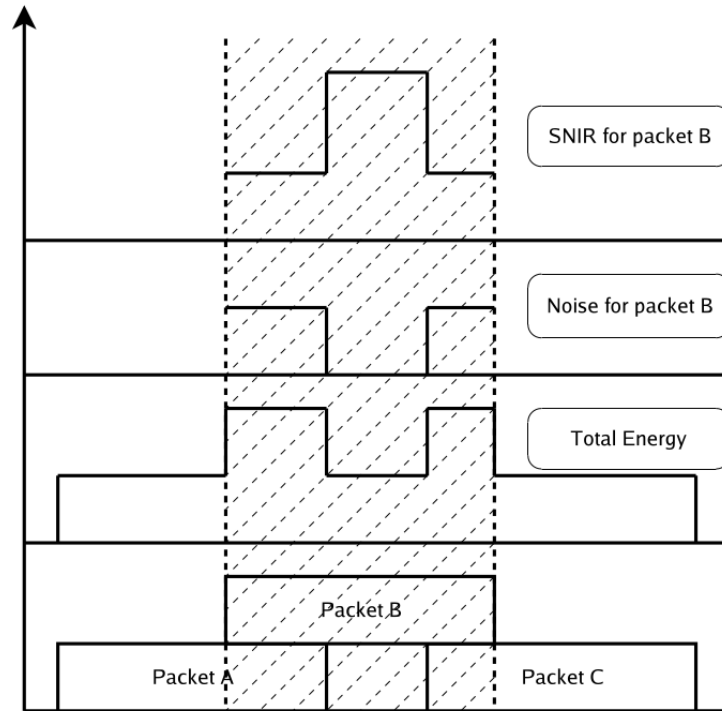 SNIR for packet B
Noise for packet B
Total Energy
Packet B
Packet A
Packet C